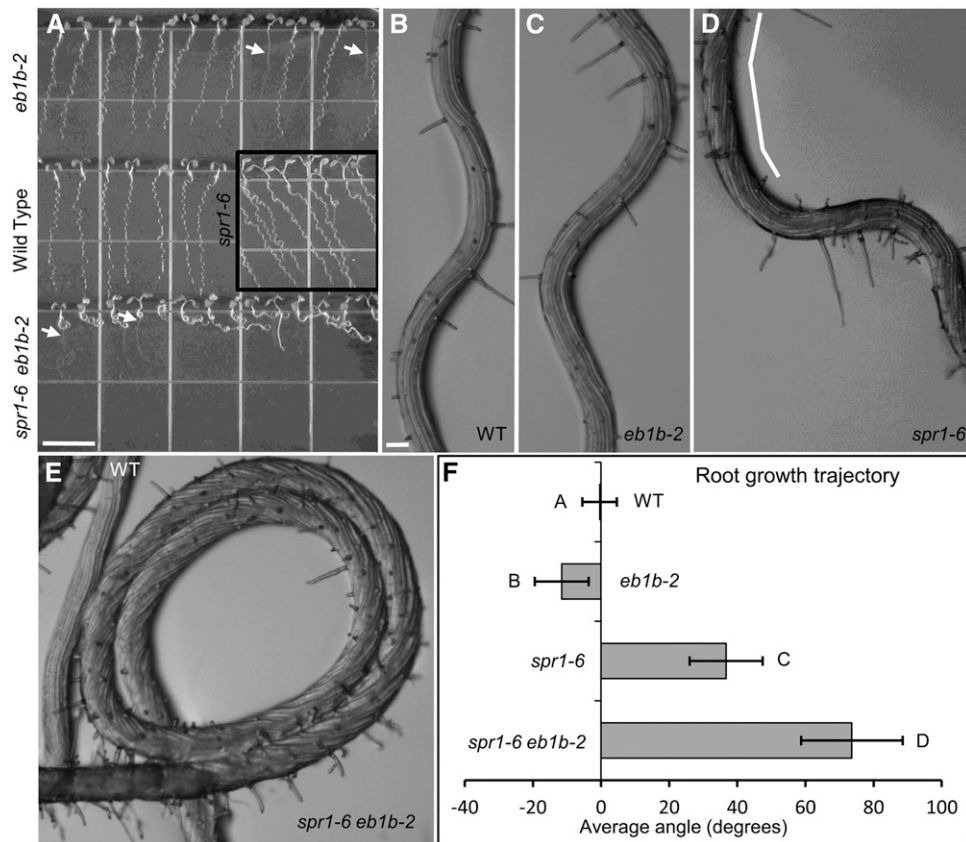 A
B
C
D
eb1b-2
Wild Type
spr1-6
spr1-6 eb1b-2
WT
eb1b-2
spr1-6
E
WT
spr1-6 eb1b-2
F
Root growth trajectory
A
WT
B
eb1b-2
spr1-6
C
spr1-6 eb1b-2
D
-40
-20
0
20
40
60
80
100
Average angle (degrees)